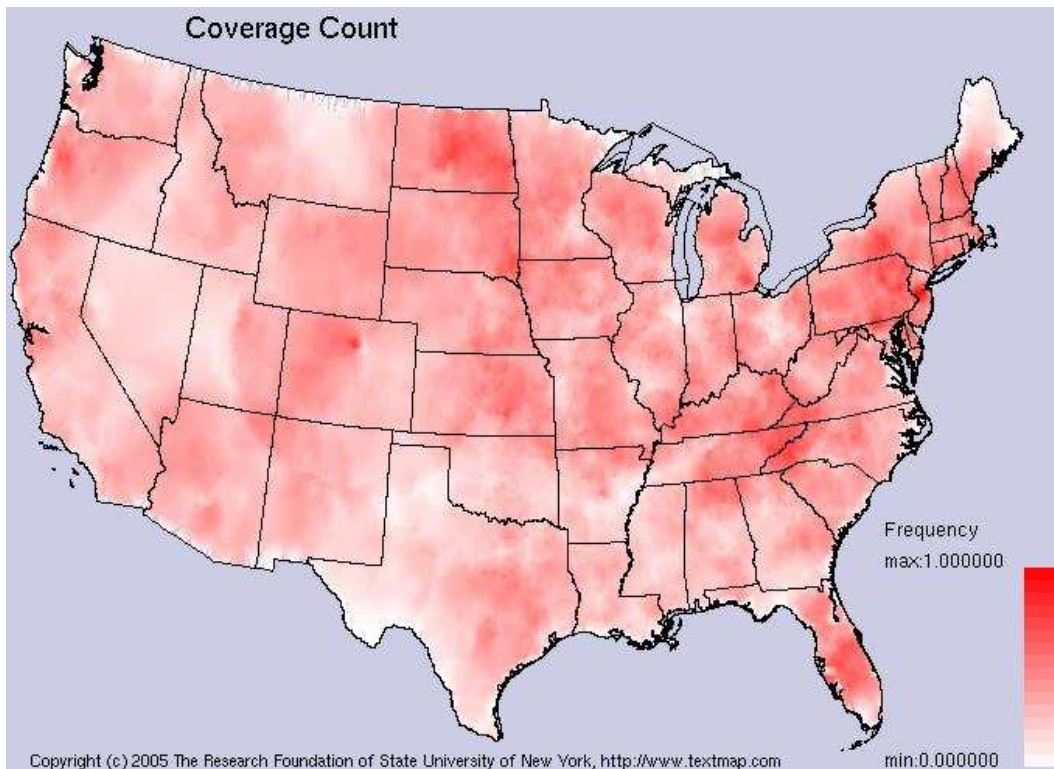 Coverage Count
Frequency
max:1.000000
min:0.000000
Copyright (c) 2005 The Research Foundation of State University of New York, http://www.textmap.com